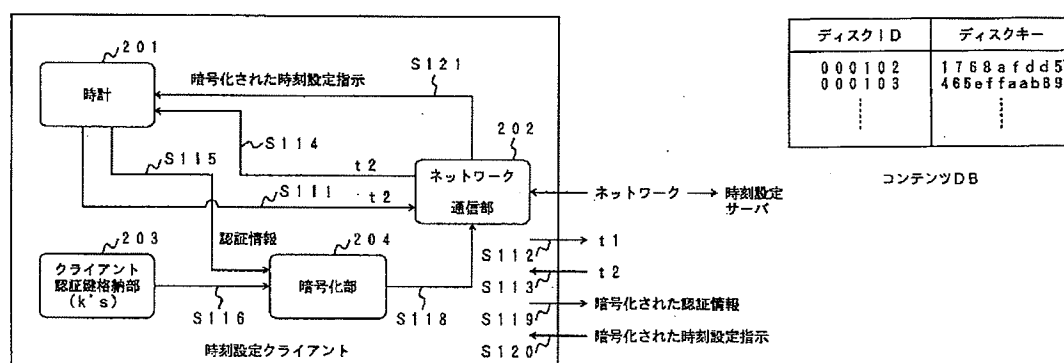 201
時計
暗号化された時刻設定指示
S121
S114
S115
t2
202
ネットワーク
通信部
S111
t2
ネットワーク
時刻設定
サーバ
203
認証情報
204
クライアント
認証鍵格納部
(k's)
暗号化部
S116
S118
S112
t1
t2
S113
暗号化された認証情報
S119
暗号化された時刻設定指示
S120
時刻設定クライアント
ディスクID
ディスクキー
000102
1768afdd5
000103
465effaab89
コンテンツDB